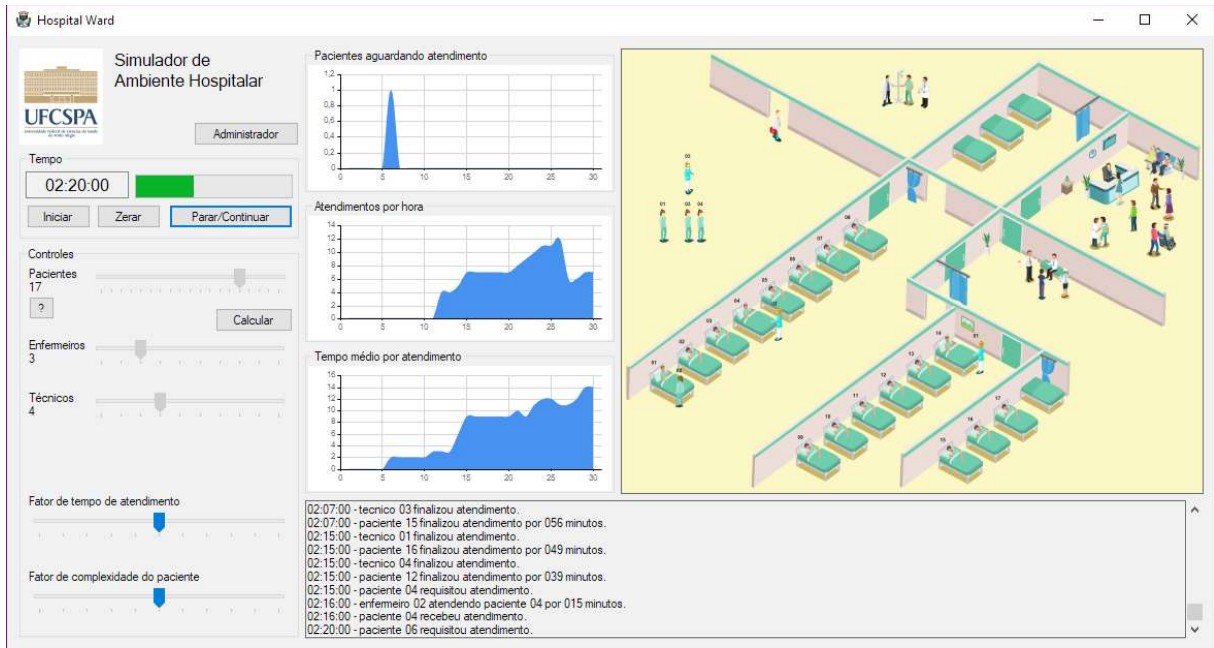 Hospital Ward
Simulador de
Ambiente Hospitalar
UFCSPA
Administrador
Tempo
02:20:00
Iniciar Zerar Parar/Continuar
Controles
Pacientes
17
?
Calcular
Enfermeiros
3
Técnicos
4
Fator de tempo de atendimento
Fator de complexidade do paciente
Pacientes aguardando atendimento
1,2
1
0,8
0,6
0,4
0,2
0
0 5 10 15 20 25 30
Atendimentos por hora
14
12
10
8
6
4
2
0
0 5 10 15 20 25 30
Tempo médio por atendimento
16
14
12
10
8
6
4
2
0
0 5 10 15 20 25 30
02:07:00 - tecnico 03 finalizou atendimento.
02:07:00 - paciente 15 finalizou atendimento por 056 minutos.
02:15:00 - tecnico 01 finalizou atendimento.
02:15:00 - paciente 16 finalizou atendimento por 049 minutos.
02:15:00 - tecnico 04 finalizou atendimento.
02:15:00 - paciente 12 finalizou atendimento por 039 minutos.
02:15:00 - paciente 04 requisitou atendimento.
02:16:00 - enfermeiro 02 atendendo paciente 04 por 015 minutos.
02:16:00 - paciente 04 recebeu atendimento.
02:20:00 - paciente 06 requisitou atendimento.